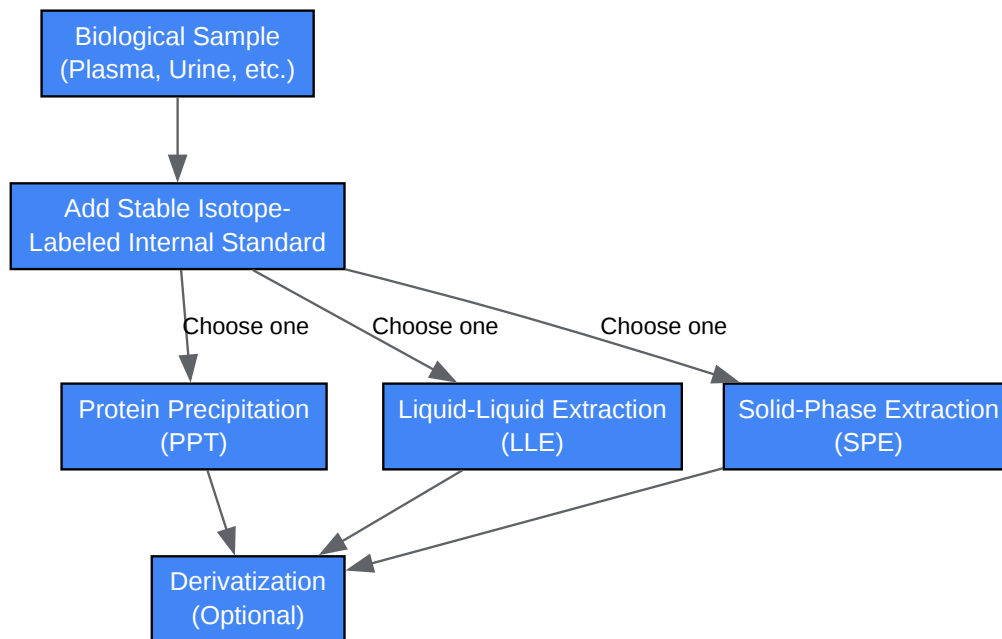 Biological Sample
(Plasma, Urine, etc.)
Add Stable Isotope-
Labeled Internal Standard
Choose one
Choose one
Choose one
Protein Precipitation
(PPT)
Liquid-Liquid Extraction
(LLE)
Solid-Phase Extraction
(SPE)
Derivatization
(Optional)